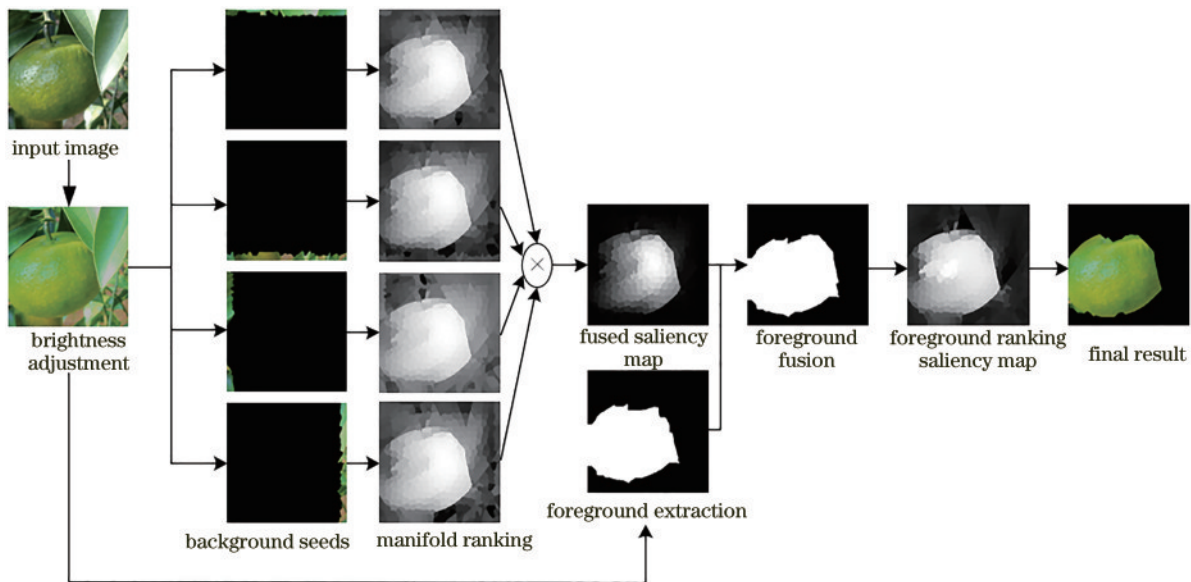 input image
brightness
adjustment
background seeds
manifold ranking
×
fused saliency
map
foreground extraction
foreground
fusion
foreground ranking
saliency map
final result